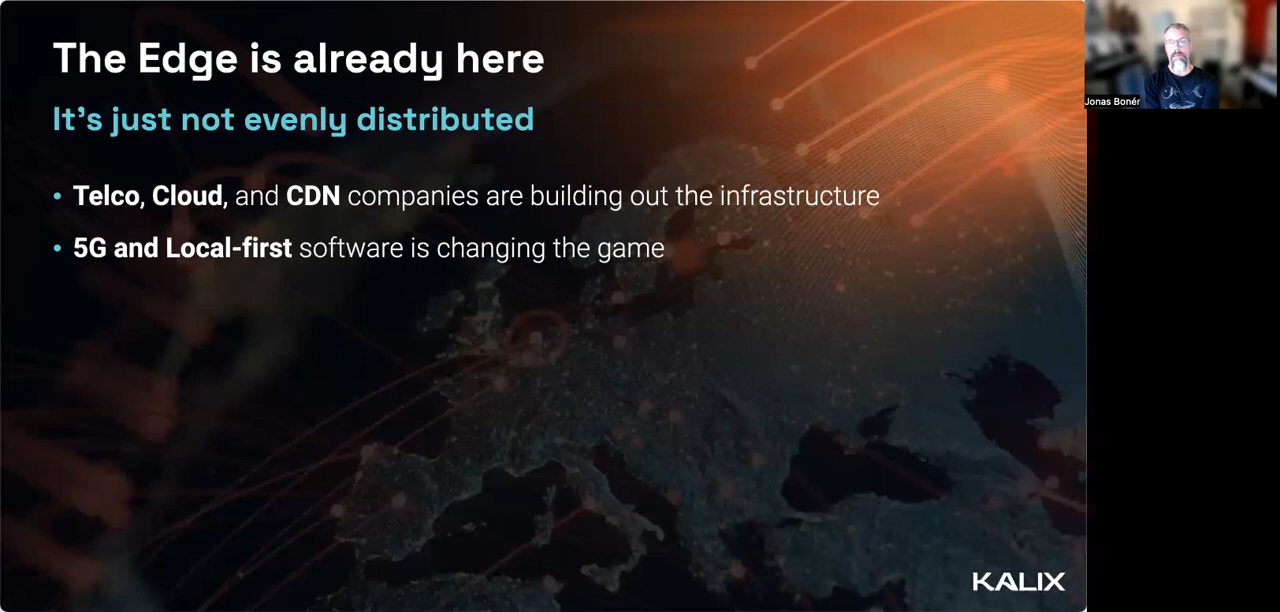 The Edge is already here
It's just not evenly distributed
• Telco, Cloud, and CDN companies are building out the infrastructure
• 5G and Local-first software is changing the game
KALIX
Jonas Bonér